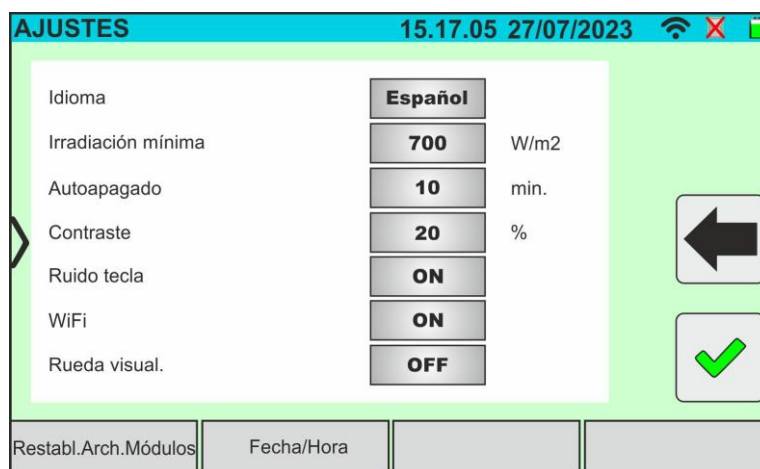 AJUSTES 15.17.05 27/07/2023
Idioma Español
Irradiación mínima 700 W/m2
Autoapagado 10 min.
Contraste 20 %
Ruido tecla ON
WiFi ON
Rueda visual. OFF
Restabl.Arch.Módulos Fecha/Hora